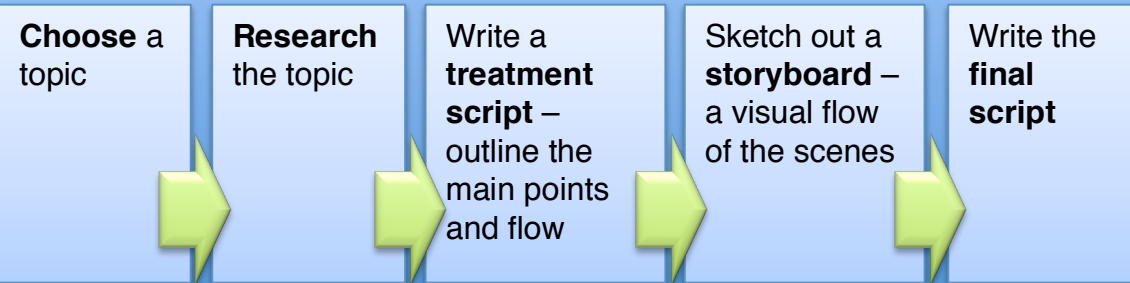 Choose a
topic
Research
the topic
Write a
treatment
script –
outline the
main points
and flow
Sketch out a
storyboard –
a visual flow
of the scenes
Write the
final
script